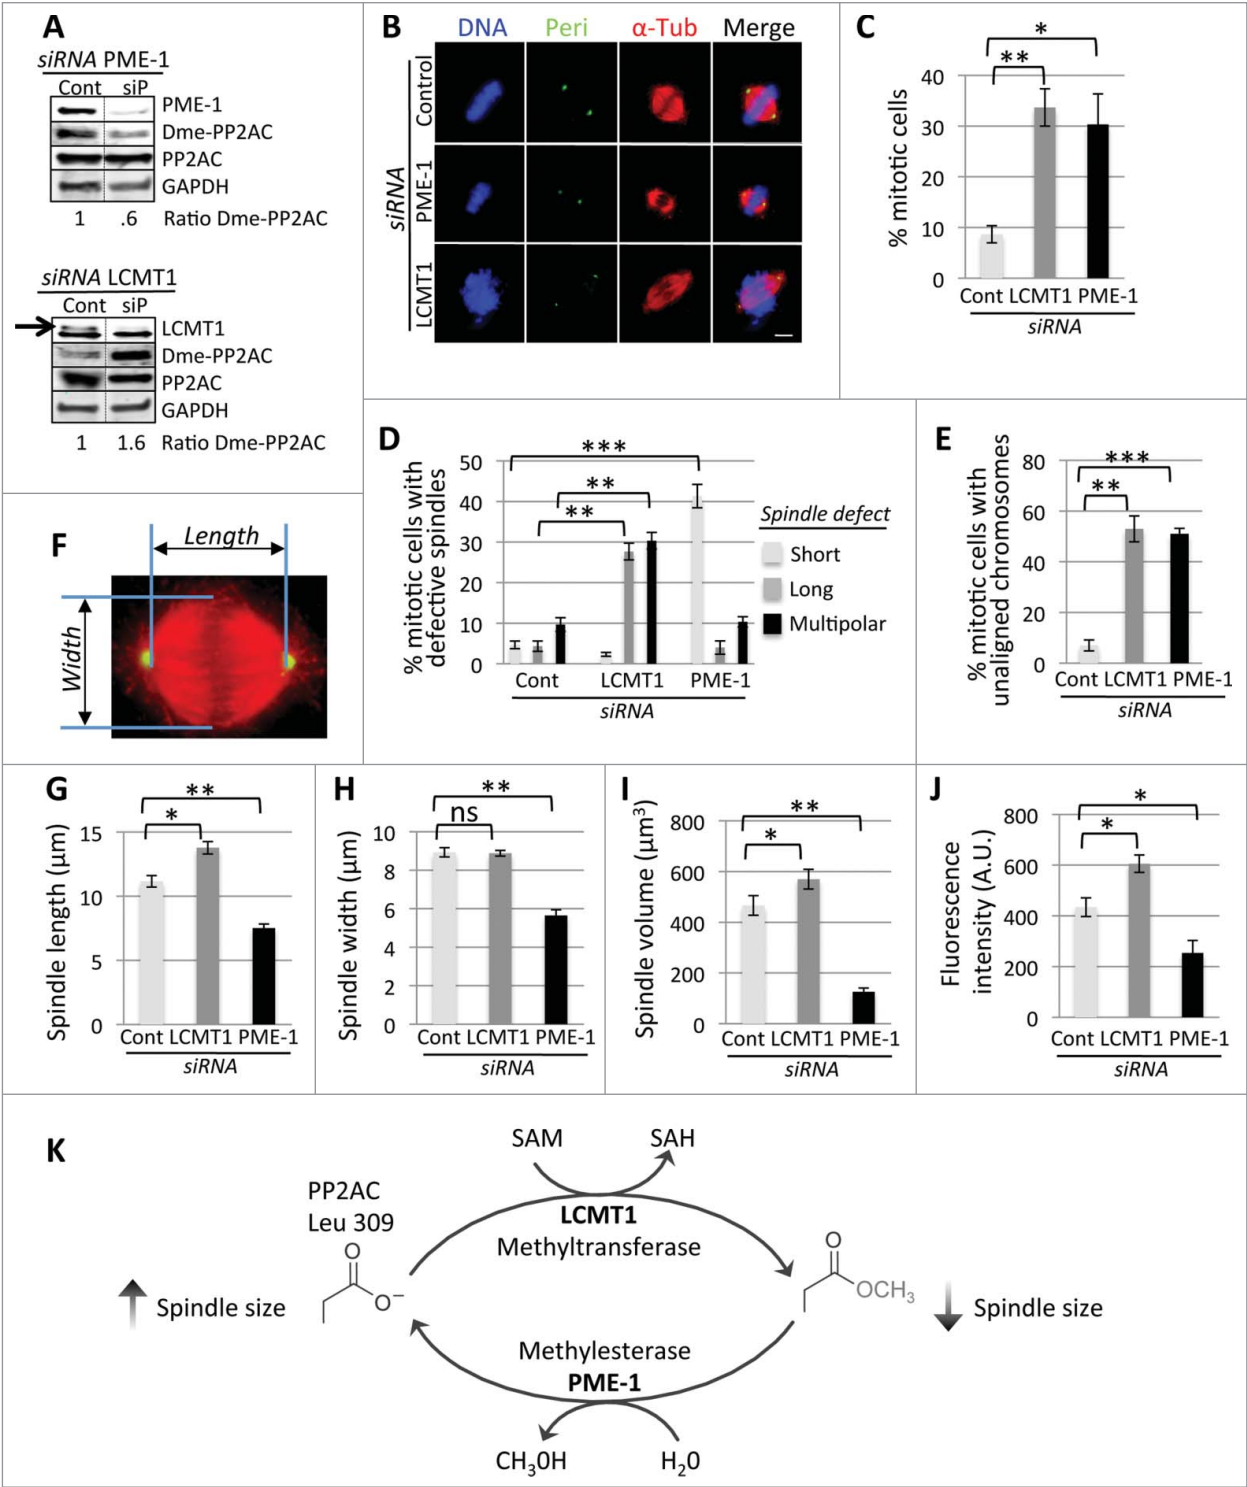 A
siRNA PME-1
Cont siP
PME-1
Dme-PP2AC
PP2AC
GAPDH
1 .6 Ratio Dme-PP2AC
siRNA LCMT1
Cont siP
LCMT1
Dme-PP2AC
PP2AC
GAPDH
1 1.6 Ratio Dme-PP2AC
B
DNA Peri α-Tub Merge
siRNA
Control
PME-1
LCMT1
C
% mitotic cells
*
**
40
30
20
10
0
Cont LCMT1 PME-1
siRNA
D
% mitotic cells with
defective spindles
***
**
**
50
40
30
20
10
0
Cont LCMT1 PME-1
siRNA
Spindle defect
Short
Long
Multipolar
E
% mitotic cells with
unaligned chromosomes
***
**
80
60
40
20
0
Cont LCMT1 PME-1
siRNA
F
Length
Width
G
Spindle length (µm)
**
*
15
10
5
0
Cont LCMT1 PME-1
siRNA
H
Spindle width (µm)
**
ns
10
8
6
4
2
0
Cont LCMT1 PME-1
siRNA
I
Spindle volume (µm³)
**
*
800
600
400
200
0
Cont LCMT1 PME-1
siRNA
J
Fluorescence
intensity (A.U.)
*
*
800
600
400
200
0
Cont LCMT1 PME-1
siRNA
K
SAM SAH
PP2AC
Leu 309
LCMT1
Methyltransferase
O
O⁻
Spindle size
O
OCH₃
Spindle size
Methylesterase
PME-1
CH₃0H H₂0